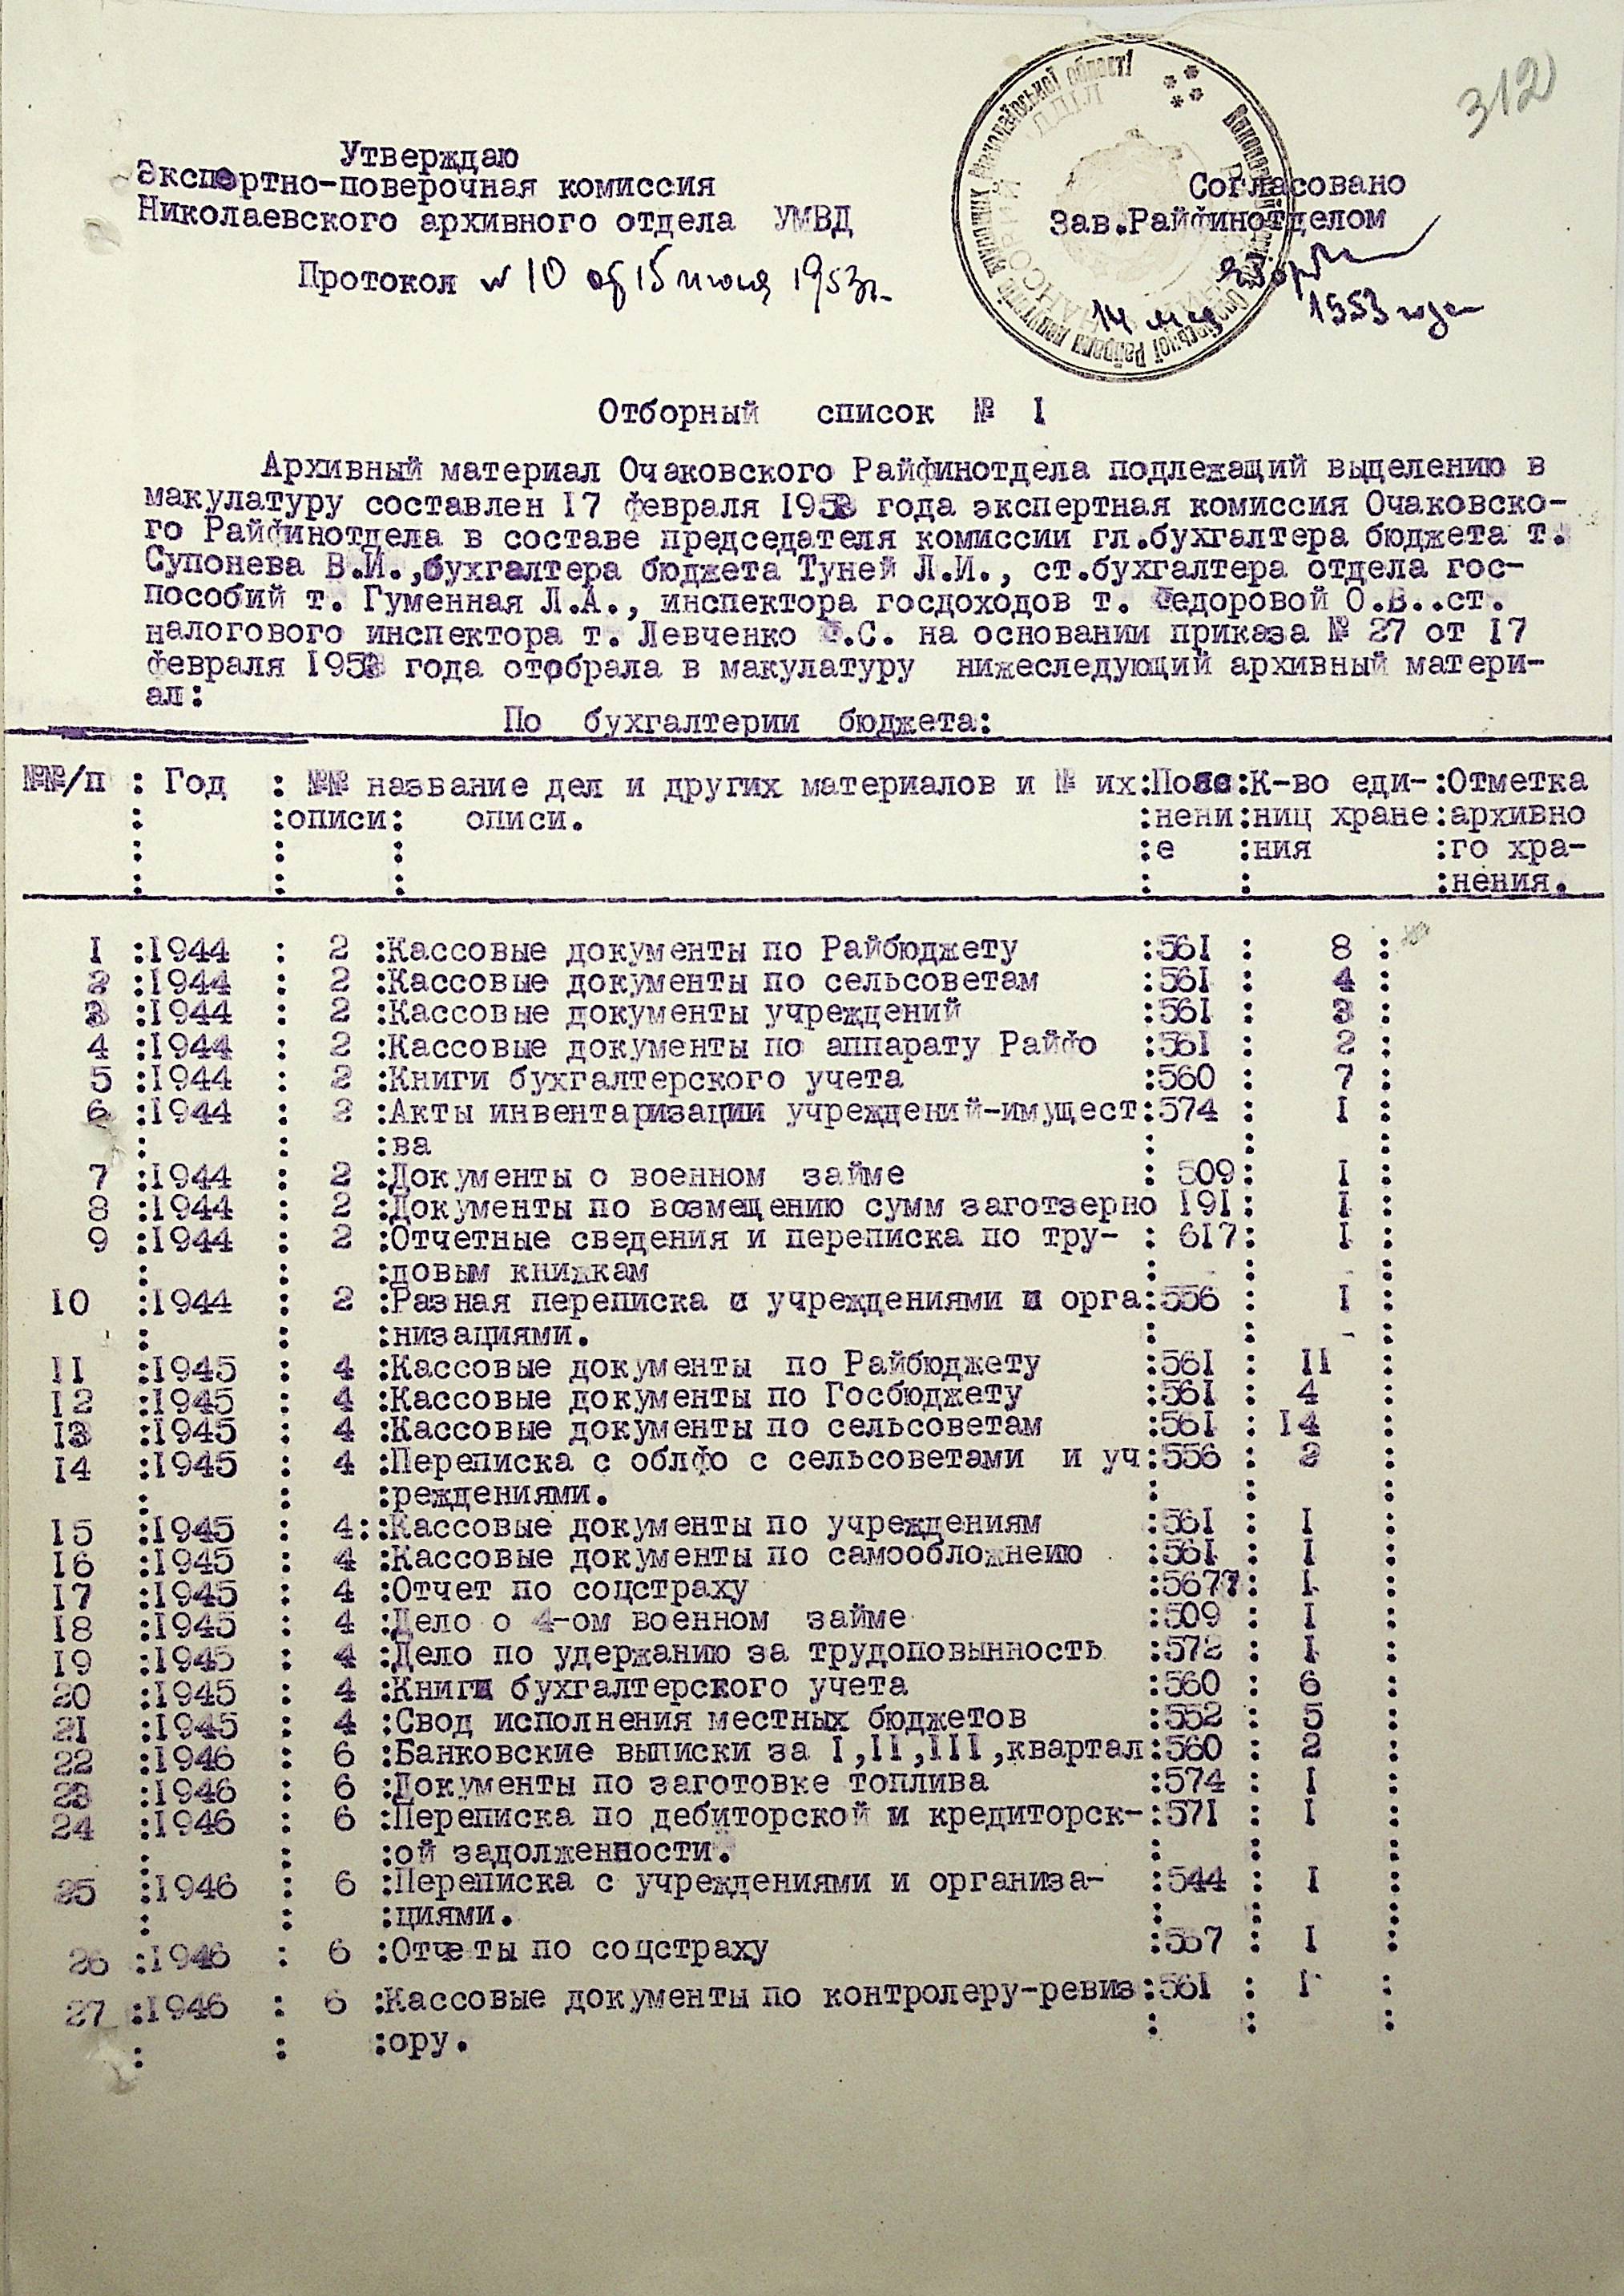 312
Утверждаю
Экспертно-поверочная комиссия
Николаевского архивного отдела УМВД
Протокол № 10 от 15 июня 1953г.
Согласовано
Зав.Райфинотделом
14 мая 1953 года
Отборный список № I
Архивный материал Очаковского Райфинотдела подлежащий выделению в
макулатуру составлен 17 февраля 1953 года экспертная комиссия Очаковско-
го Райфинотдела в составе председателя комиссии гл.бухгалтера бюджета т.
Супонева В.И.,бухгалтера бюджета Туней Л.И., ст.бухгалтера отдела гос-
пособий т. Гуменная Л.А., инспектора госдоходов т. Федоровой О.В..ст.
налогового инспектора т. Левченко Ф.С. на основании приказа № 27 от 17
февраля 1953 года отобрала в макулатуру нижеследующий архивный матери-
ал:
По бухгалтерии бюджета:
№№/п : Год : №№ название дел и других материалов и № их:Пояс:К-во еди-:Отметка
: :описи: описи. :нени:ниц хране:архивно
: : : :е :ния :го хра-
: : : : : :нения.
I :1944 : 2 :Кассовые документы по Райбюджету :561 : 8 :
2 :1944 : 2 :Кассовые документы по сельсоветам :561 : 4 :
3 :1944 : 2 :Кассовые документы учреждений :561 : 3 :
4 :1944 : 2 :Кассовые документы по аппарату Райфо :561 : 2 :
5 :1944 : 2 :Книги бухгалтерского учета :560 : 7 :
6 :1944 : 2 :Акты инвентаризации учреждений-имущест:574 : I :
: : :ва : : :
7 :1944 : 2 :Документы о военном займе : 509: I :
8 :1944 : 2 :Документы по возмещению сумм заготзерно 191: I :
9 :1944 : 2 :Отчетные сведения и переписка по тру- : 617: I :
: : :довым книжкам : : :
10 :1944 : 2 :Разная переписка с учреждениями и орга:556 : I :
: : :низациями. : : - :
11 :1945 : 4 :Кассовые документы по Райбюджету :561 : II :
12 :1945 : 4 :Кассовые документы по Госбюджету :561 : 4 :
13 :1945 : 4 :Кассовые документы по сельсоветам :561 : I4 :
14 :1945 : 4 :Переписка с облфо с сельсоветами и уч:556 : 2 :
: : :реждениями. : : :
15 :1945 : 4::Кассовые документы по учреждениям :561 : I :
16 :1945 : 4 :Кассовые документы по самообложнеию :561 : I :
17 :1945 : 4 :Отчет по соцстраху :5677: I :
18 :1945 : 4 :Дело о 4-ом военном займе :509 : I :
19 :1945 : 4 :Дело по удержанию за трудоповынность :572 : I :
20 :1945 : 4 :Книги бухгалтерского учета :560 : 6 :
21 :1945 : 4 :Свод исполнения местных бюджетов :552 : 5 :
22 :1946 : 6 :Банковские выписки за I,II,III,квартал:560 : 2 :
23 :1946 : 6 :Документы по заготовке топлива :574 : I :
24 :1946 : 6 :Переписка по дебиторской и кредиторск-:571 : I :
: : :ой задолженности. : : :
25 :1946 : 6 :Переписка с учреждениями и организа- :544 : I :
: : :циями. : : :
26 :1946 : 6 :Отчеты по соцстраху :557 : I :
27 :1946 : 6 :Кассовые документы по контролеру-ревиз:561 : I :
: : :ору. : : :